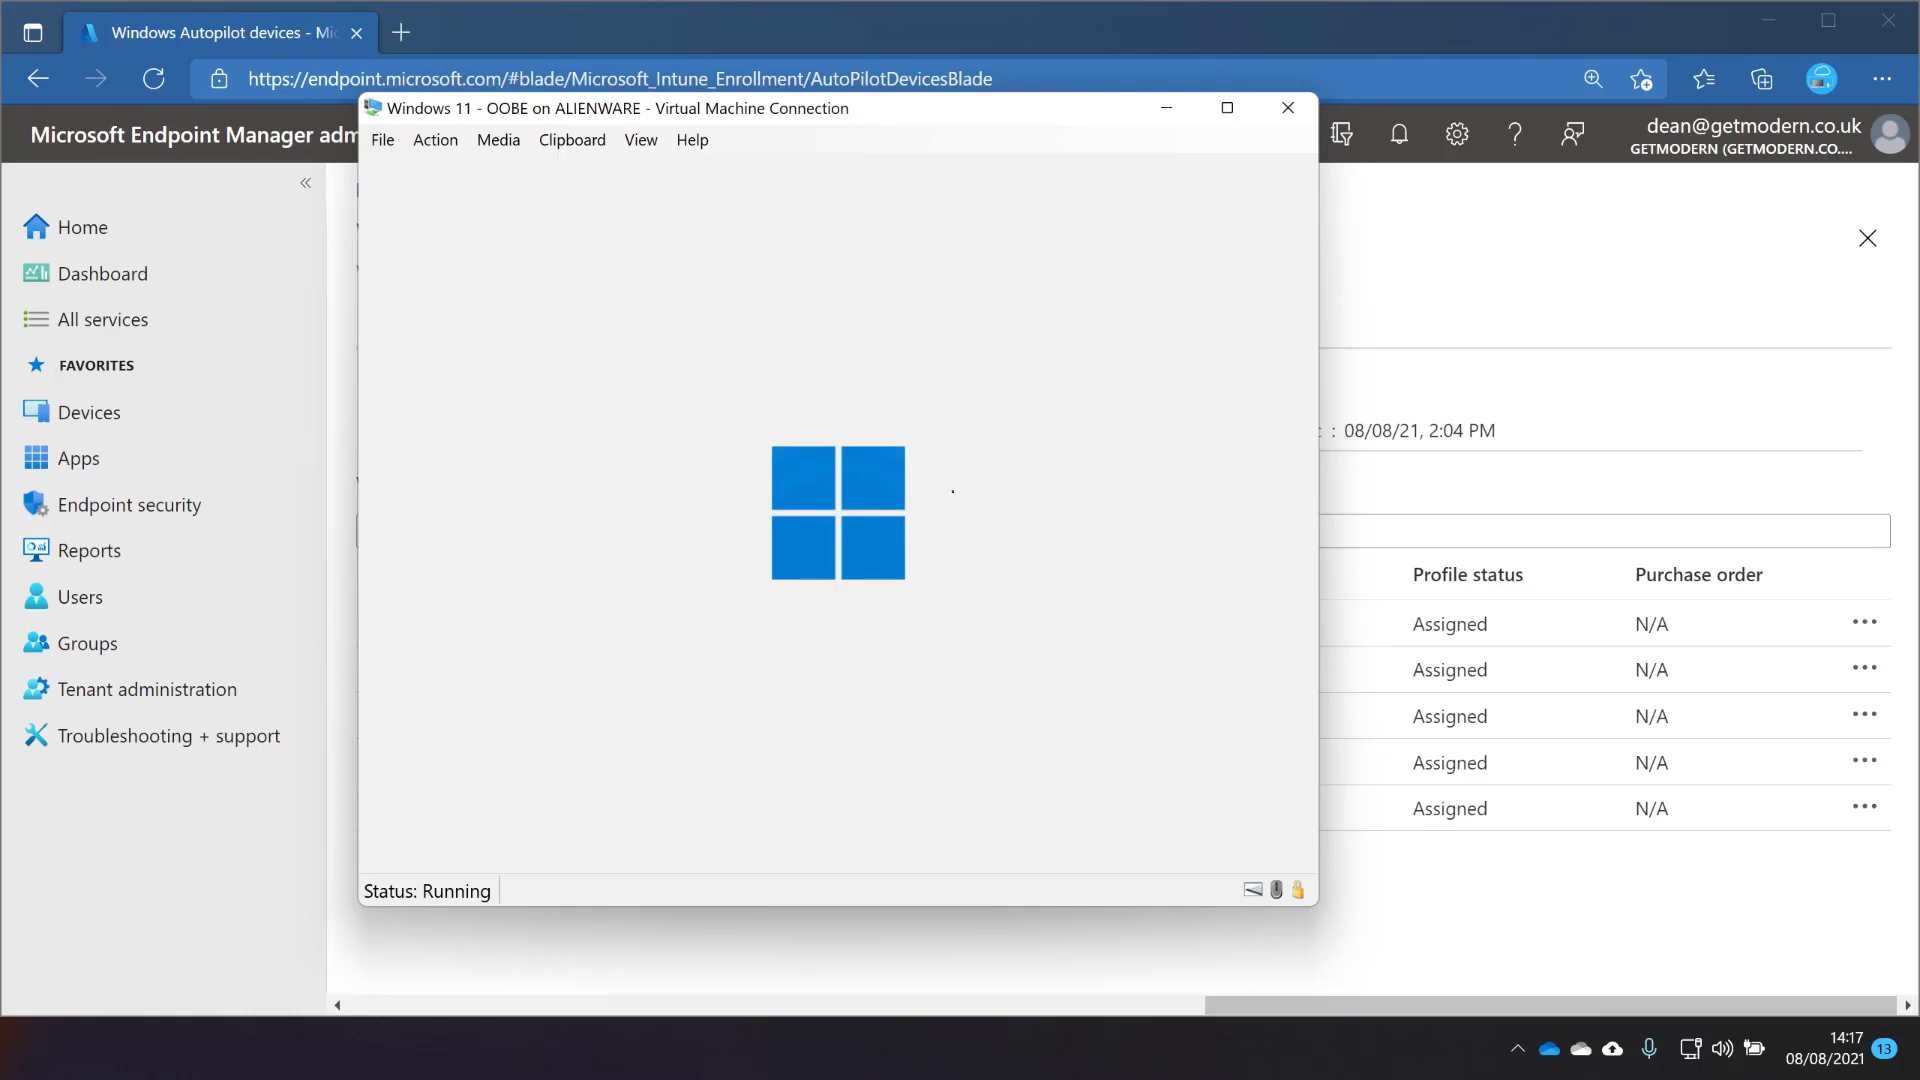 Windows Autopilot devices - Mic
https://endpoint.microsoft.com/#blade/Microsoft_Intune_Enrollment/AutoPilotDevicesBlade
Windows 11 - OOBE on ALIENWARE - Virtual Machine Connection
File Action Media Clipboard View Help
Microsoft Endpoint Manager adm
dean@getmodern.co.uk
GETMODERN (GETMODERN.CO....
Home
Dashboard
All services
FAVORITES
Devices
Apps
Endpoint security
Reports
Users
Groups
Tenant administration
Troubleshooting + support
: 08/08/21, 2:04 PM
Profile status Purchase order
Assigned N/A
Assigned N/A
Assigned N/A
Assigned N/A
Assigned N/A
Status: Running
14:17
08/08/2021
13